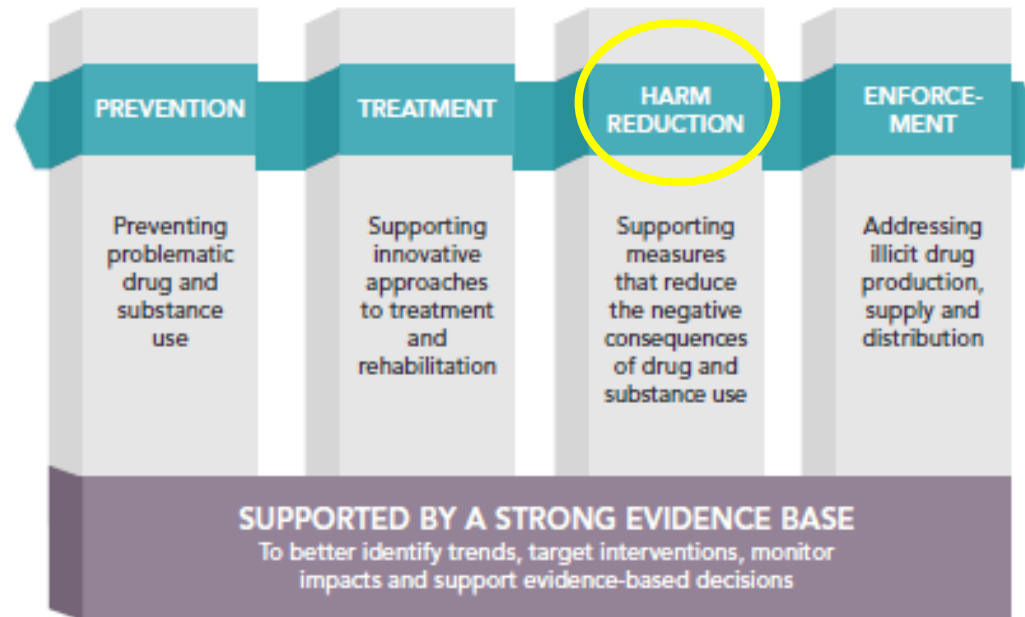 PREVENTION
Preventing
problematic
drug and
substance
use
TREATMENT
Supporting
innovative
approaches
to treatment
and
rehabilitation
HARM
REDUCTION
Supporting
measures
that reduce
the negative
consequences
of drug and
substance use
ENFORCE-
MENT
Addressing
illicit drug
production,
supply and
distribution
SUPPORTED BY A STRONG EVIDENCE BASE
To better identify trends, target interventions, monitor
impacts and support evidence-based decisions